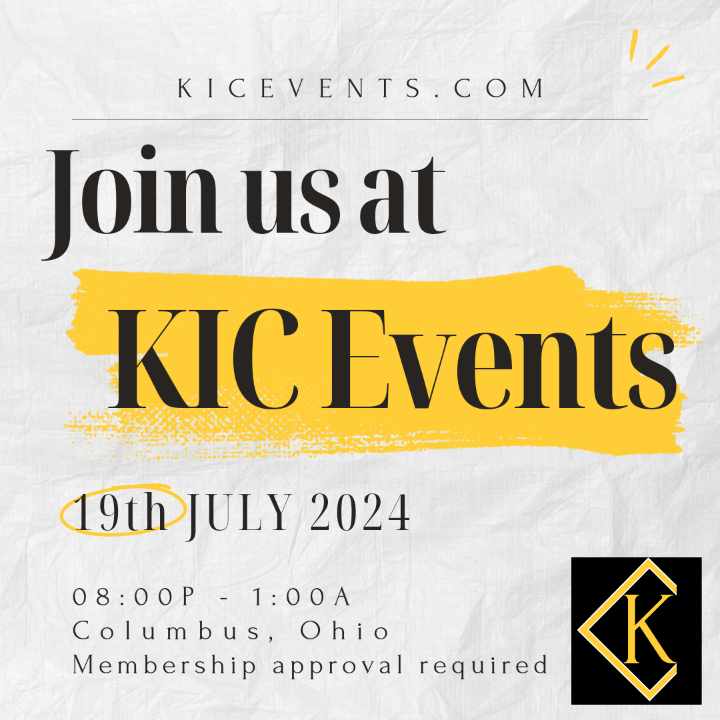 KICEVENTS.COM
Join us at
KIC Events
19th JULY 2024
08:00P - 1:00A
Columbus, Ohio
Membership approval required
K